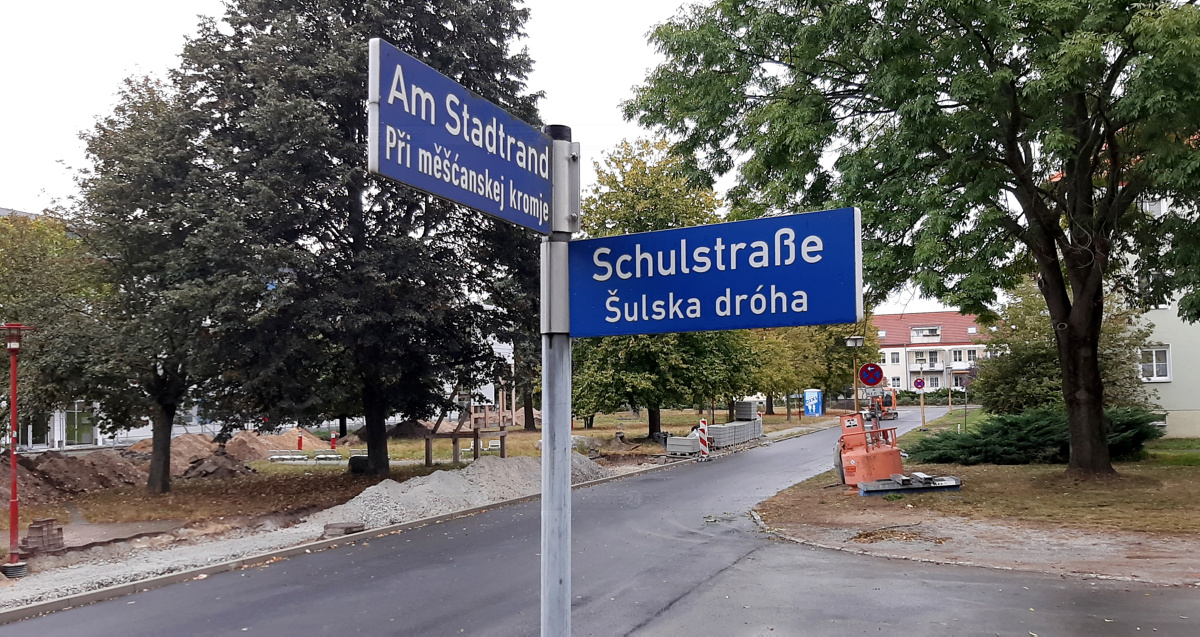 Am Stadtrand
Při měšćanskej kromje
Schulstraße
Šulska dróha